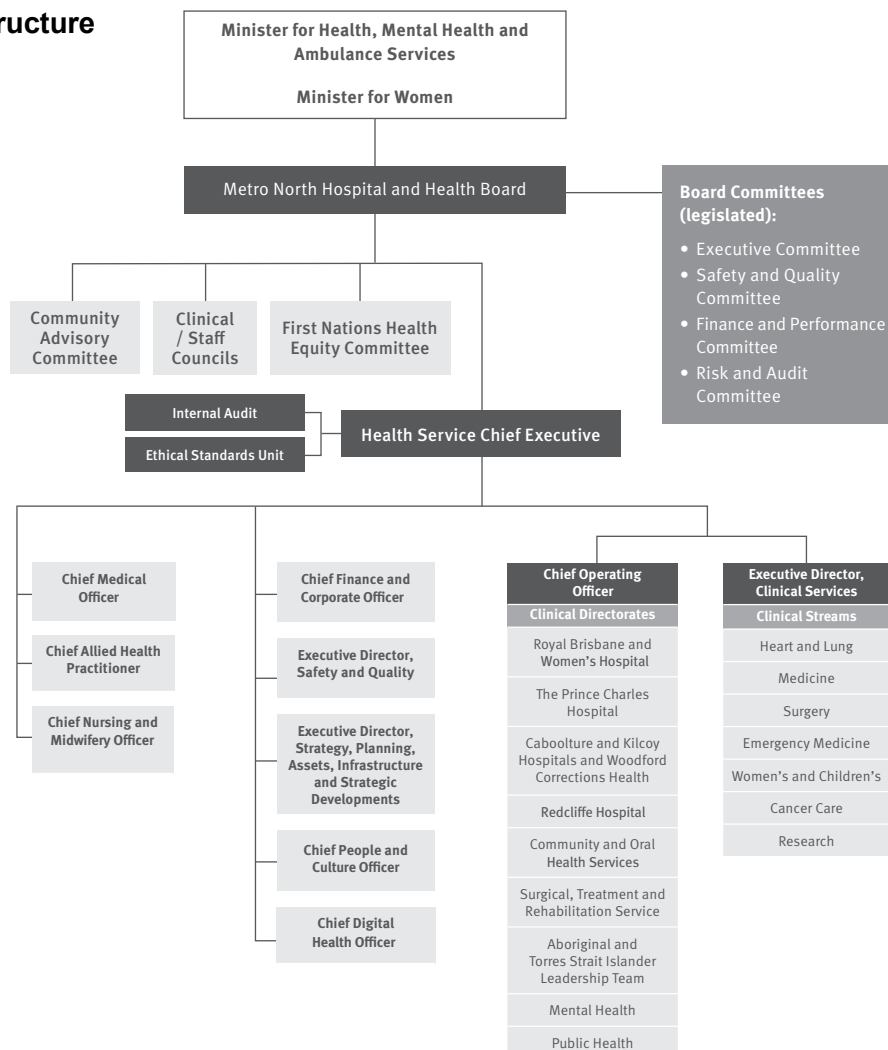 ructure
Minister for Health, Mental Health and
Ambulance Services
Minister for Women
Metro North Hospital and Health Board
Board Committees
(legislated):
• Executive Committee
• Safety and Quality
Committee
• Finance and Performance
Committee
• Risk and Audit
Committee
Community
Advisory
Committee
Clinical
/ Staff
Councils
First Nations Health
Equity Committee
Internal Audit
Ethical Standards Unit
Health Service Chief Executive
Chief Medical
Officer
Chief Allied Health
Practitioner
Chief Nursing and
Midwifery Officer
Chief Finance and
Corporate Officer
Executive Director,
Safety and Quality
Executive Director,
Strategy, Planning,
Assets, Infrastructure
and Strategic
Developments
Chief People and
Culture Officer
Chief Digital
Health Officer
Chief Operating
Officer
Clinical Directorates
Royal Brisbane and
Women's Hospital
The Prince Charles
Hospital
Caboolture and Kilcoy
Hospitals and Woodford
Corrections Health
Redcliffe Hospital
Community and Oral
Health Services
Surgical, Treatment and
Rehabilitation Service
Aboriginal and
Torres Strait Islander
Leadership Team
Mental Health
Public Health
Executive Director,
Clinical Services
Clinical Streams
Heart and Lung
Medicine
Surgery
Emergency Medicine
Women's and Children's
Cancer Care
Research